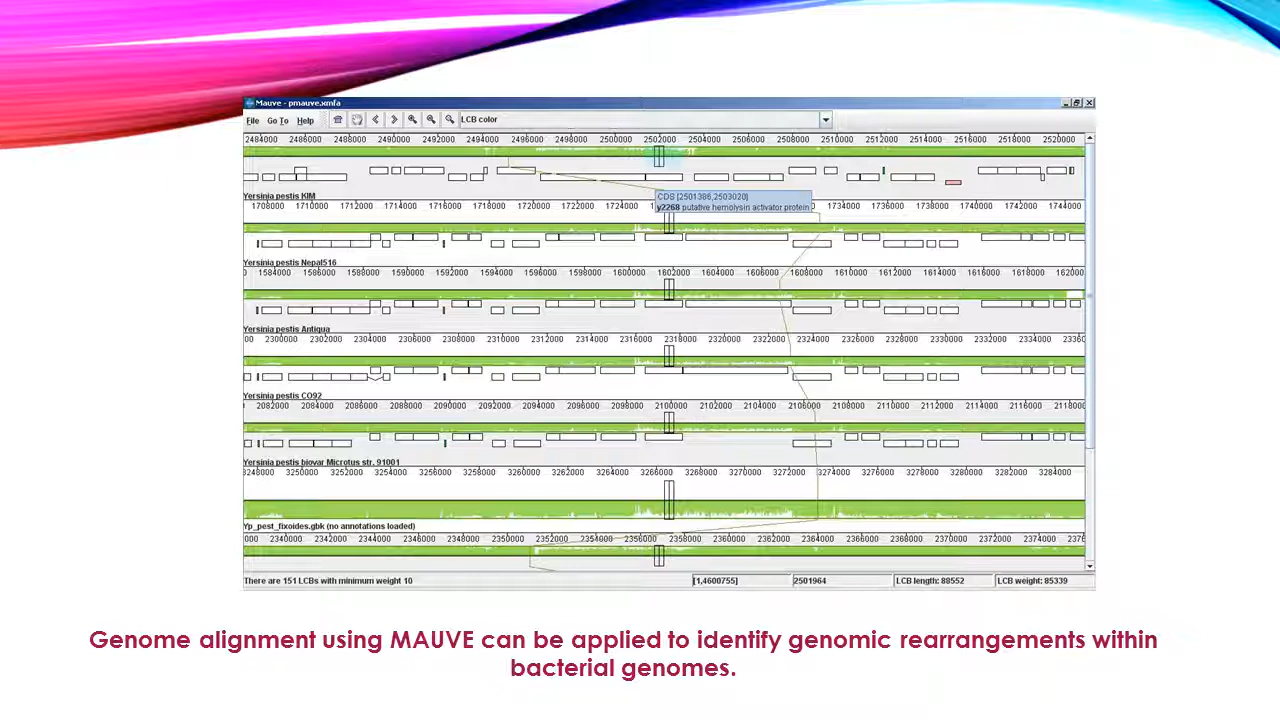 Mauve - pmauve.xmfa
File Go To Help LCB color
2484000 2486000 2488000 2490000 2492000 2494000 2496000 2498000 2500000 2502000 2504000 2506000 2508000 2510000 2512000 2514000 2516000 2518000 2520000
Yersinia pestis KIM
CDS [2501386,2503020]
y2268 putative hemolysin activator protein
1708000 1710000 1712000 1714000 1716000 1718000 1720000 1722000 1724000 1734000 1736000 1738000 1740000 1742000 1744000
Yersinia pestis Nepal516
1584000 1586000 1588000 1590000 1592000 1594000 1596000 1598000 1600000 1602000 1604000 1606000 1608000 1610000 1612000 1614000 1616000 1618000 162000
Yersinia pestis Antiqua
00 2300000 2302000 2304000 2306000 2308000 2310000 2312000 2314000 2316000 2318000 2320000 2322000 2324000 2326000 2328000 2330000 2332000 2334000 23360
Yersinia pestis CO92
2082000 2084000 2086000 2088000 2090000 2092000 2094000 2096000 2098000 2100000 2102000 2104000 2106000 2108000 2110000 2112000 2114000 2116000 2118000
Yersinia pestis biovar Microtus str. 91001
3248000 3250000 3252000 3254000 3256000 3258000 3260000 3262000 3264000 3266000 3268000 3270000 3272000 3274000 3276000 3278000 3280000 3282000 3284000
Yp_pest_fixoides.gbk (no annotations loaded)
000 2340000 2342000 2344000 2346000 2348000 2350000 2352000 2354000 2356000 2358000 2360000 2362000 2364000 2366000 2368000 2370000 2372000 2374000 2376
There are 151 LCBs with minimum weight 10 [1,4600755] 2501964 LCB length: 88552 LCB weight: 85339
Genome alignment using MAUVE can be applied to identify genomic rearrangements within
bacterial genomes.